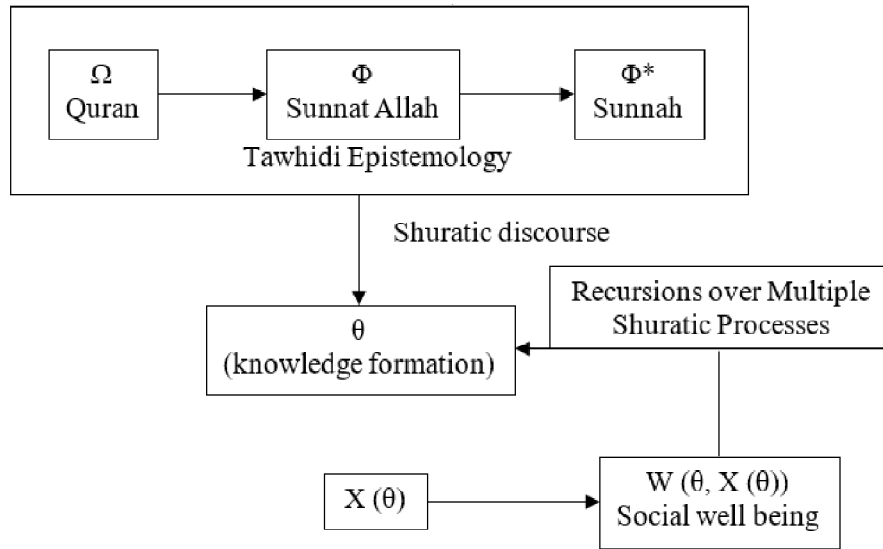 Ω
Quran
Φ
Sunnat Allah
Φ*
Sunnah
Tawhidi Epistemology
Shuratic discourse
Recursions over Multiple
Shuratic Processes
θ
(knowledge formation)
X (θ)
W (θ, X (θ))
Social well being